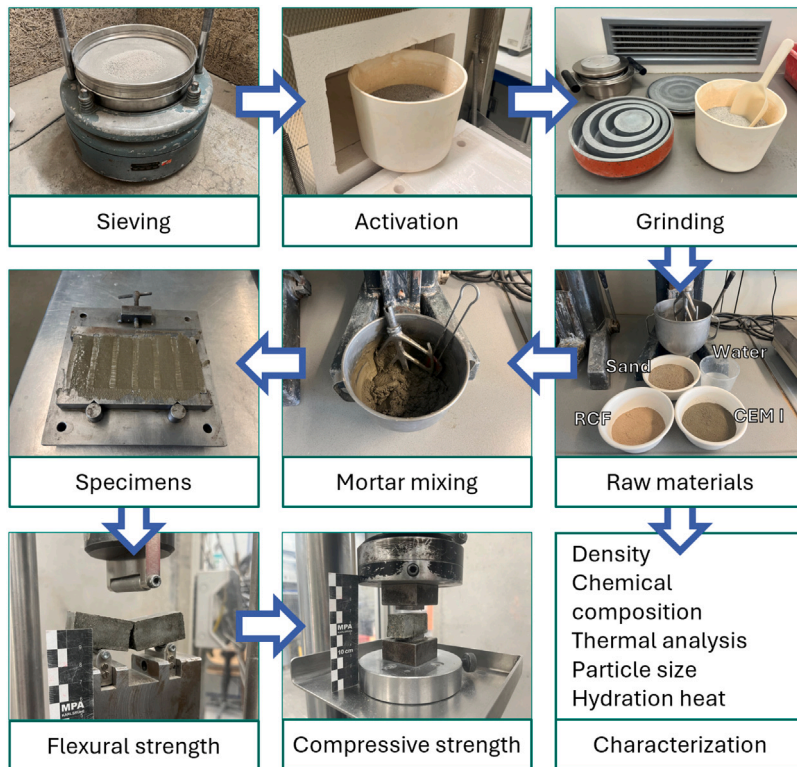 Sieving
Activation
Grinding
Sand
Water
RCF
CEM I
Specimens
Mortar mixing
Raw materials
MPA
MPA
10 cm
Density
Chemical
composition
Thermal analysis
Particle size
Hydration heat
Flexural strength
Compressive strength
Characterization